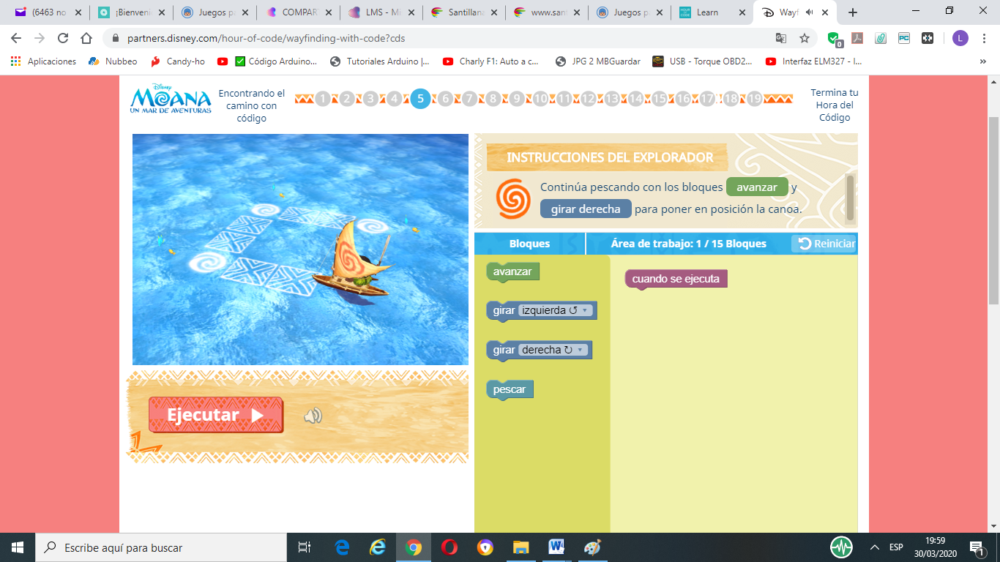 (6463 no
¡Bienveni
Juegos p
COMPAR
LMS - Mi
Santillana
www.san
Juegos p
Learn
Wayf
partners.disney.com/hour-of-code/wayfinding-with-code?cds
0
PC
L
Aplicaciones
Nubbeo
Candy-ho
Código Arduino...
Tutoriales Arduino |...
Charly F1: Auto a c...
JPG 2 MBGuardar
USB - Torque OBD2...
Interfaz ELM327 - I...
»
Disney
MOANA
UN MAR DE AVENTURAS
Encontrando el
camino con
código
1 2 3 4 5 6 7 8 9 10 11 12 13 14 15 16 17 18 19
Termina tu
Hora del
Código
INSTRUCCIONES DEL EXPLORADOR
Continúa pescando con los bloques avanzar y
girar derecha para poner en posición la canoa.
Bloques
Área de trabajo: 1 / 15 Bloques
Reiniciar
avanzar
cuando se ejecuta
girar izquierda ↺
girar derecha ↻
pescar
Ejecutar
Escribe aquí para buscar
ESP
19:59
30/03/2020
1